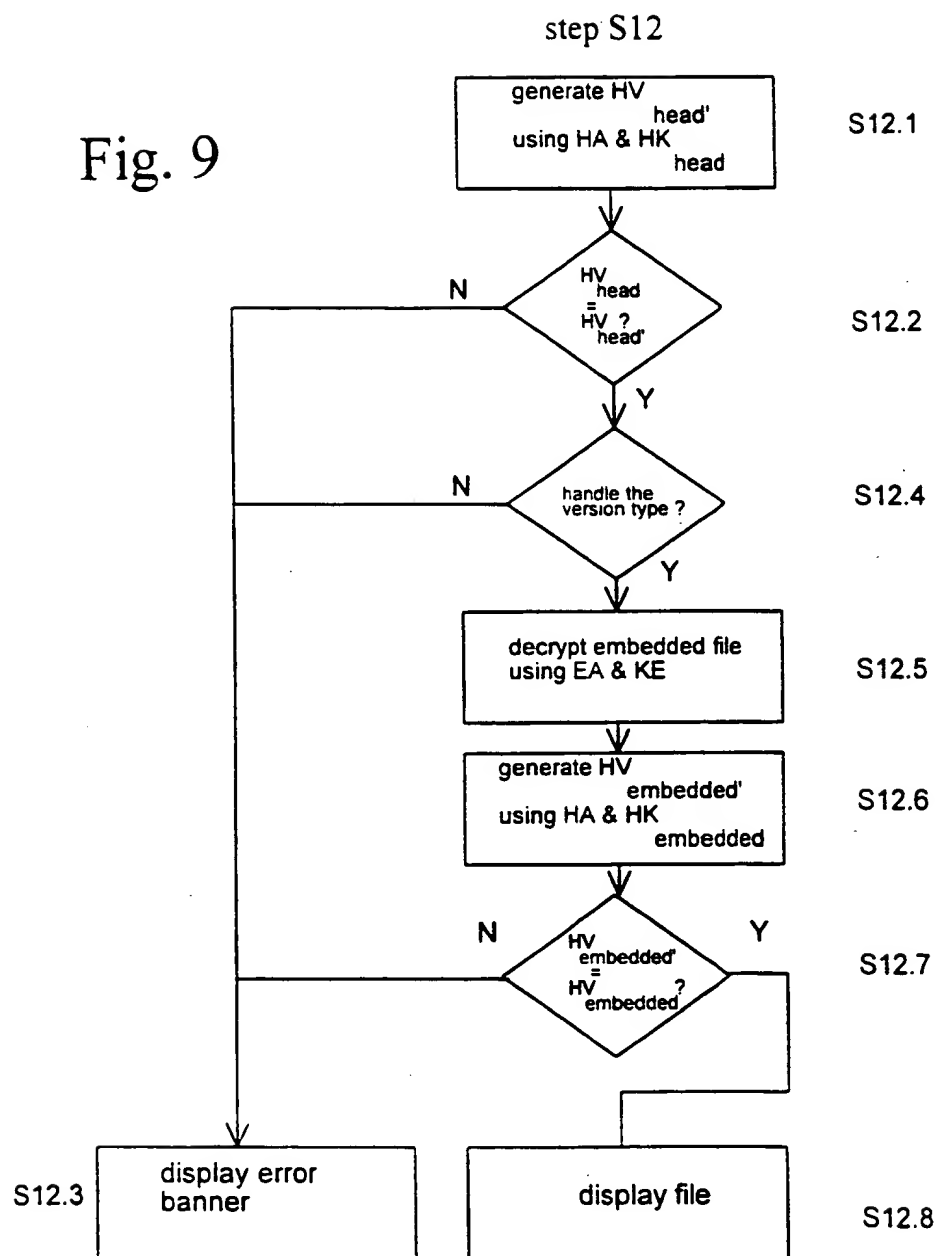 step S12
Fig. 9
generate HV head'
using HA & HK head
S12.1
HV head
=
HV head' ?
N
Y
S12.2
handle the
version type ?
N
Y
S12.4
decrypt embedded file
using EA & KE
S12.5
generate HV embedded'
using HA & HK embedded
S12.6
HV embedded'
=
HV embedded ?
N
Y
S12.7
S12.3
display error
banner
display file
S12.8